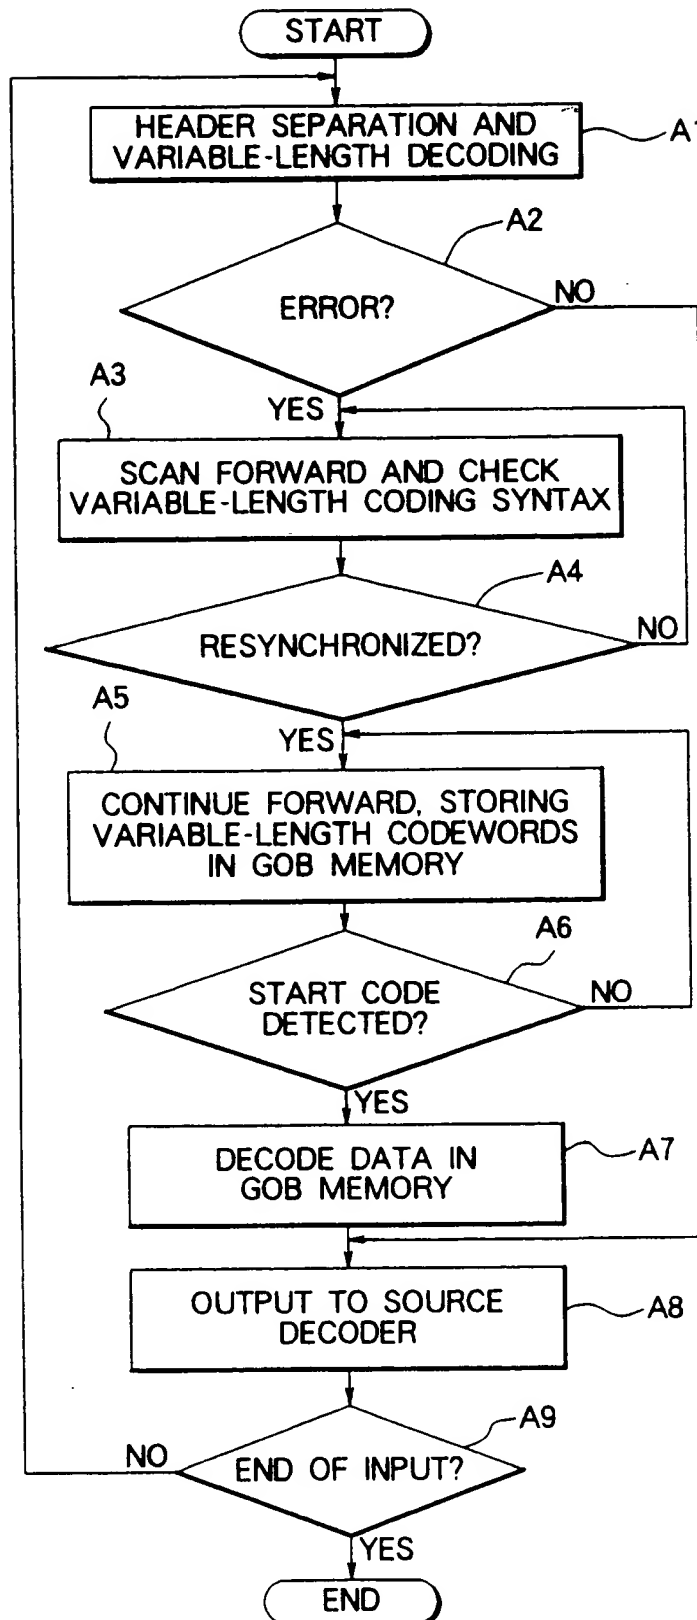 START
HEADER SEPARATION AND
VARIABLE-LENGTH DECODING
A1
A2
ERROR?
NO
A3
YES
SCAN FORWARD AND CHECK
VARIABLE-LENGTH CODING SYNTAX
A4
RESYNCHRONIZED?
NO
A5
YES
CONTINUE FORWARD, STORING
VARIABLE-LENGTH CODEWORDS
IN GOB MEMORY
A6
START CODE
DETECTED?
NO
YES
DECODE DATA IN
GOB MEMORY
A7
OUTPUT TO SOURCE
DECODER
A8
A9
NO
END OF INPUT?
YES
END